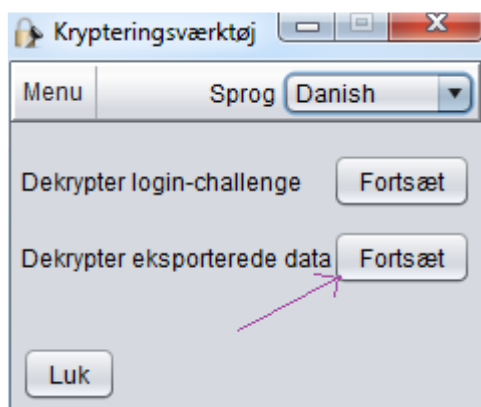 Krypteringsværktøj
Menu Sprog Danish
Dekrypter login-challenge Fortsæt
Dekrypter eksporterede data Fortsæt
Luk